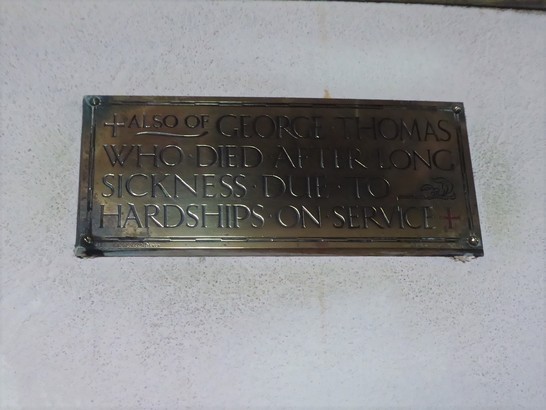 + ALSO OF GEORGE · THOMAS
WHO · DIED AFTER LONG
SICKNESS · DUE · TO
HARDSHIPS · ON · SERVICE +